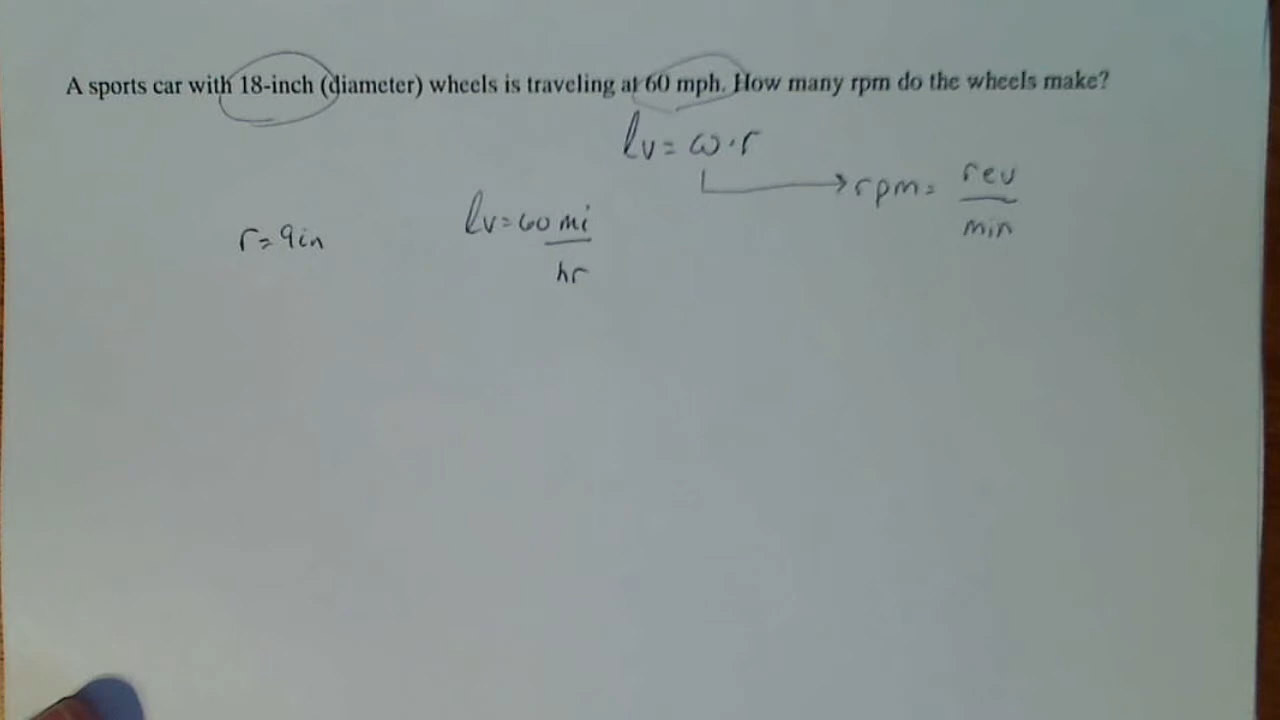 A sports car with 18-inch (diameter) wheels is traveling at 60 mph. How many rpm do the wheels make?
lv = ω · r
rpm = rev / min
lv = 60 mi / hr
r = 9in